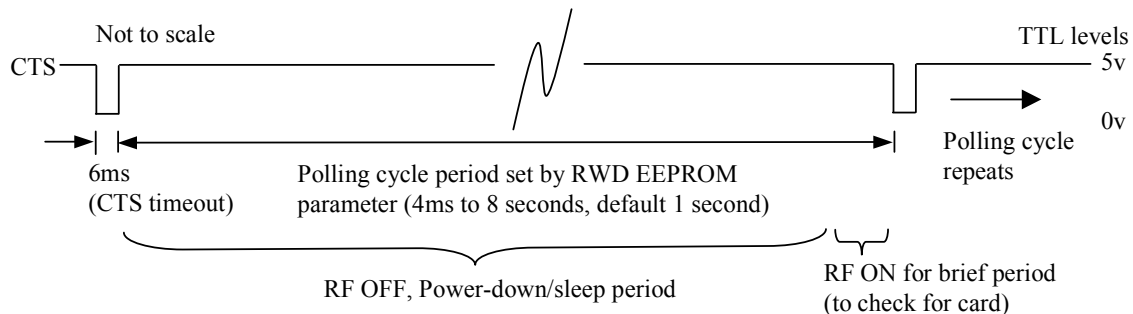 Not to scale
TTL levels
CTS
5v
0v
Polling cycle
repeats
6ms
(CTS timeout)
Polling cycle period set by RWD EEPROM
parameter (4ms to 8 seconds, default 1 second)
RF OFF, Power-down/sleep period
RF ON for brief period
(to check for card)